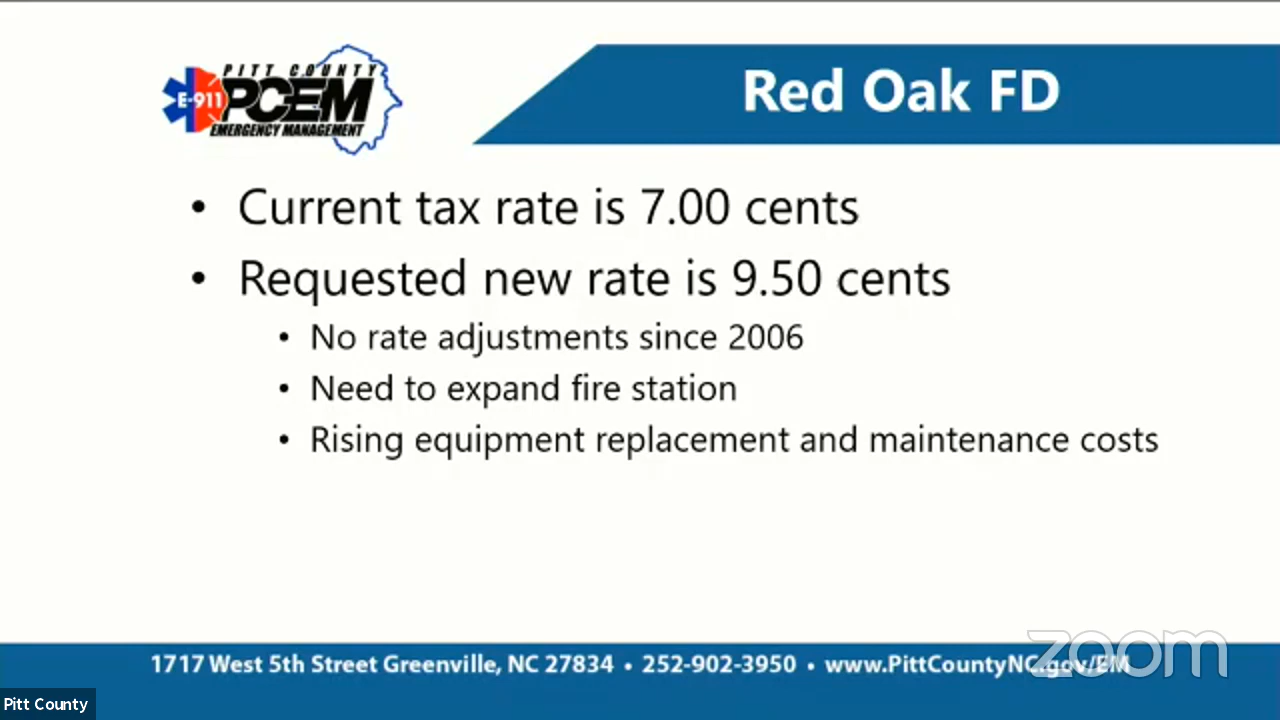 PITT COUNTY
E-911
PCEM
EMERGENCY MANAGEMENT
Red Oak FD
• Current tax rate is 7.00 cents
• Requested new rate is 9.50 cents
• No rate adjustments since 2006
• Need to expand fire station
• Rising equipment replacement and maintenance costs
zoom
1717 West 5th Street Greenville, NC 27834 • 252-902-3950 • www.PittCountyNC.gov/EM
Pitt County